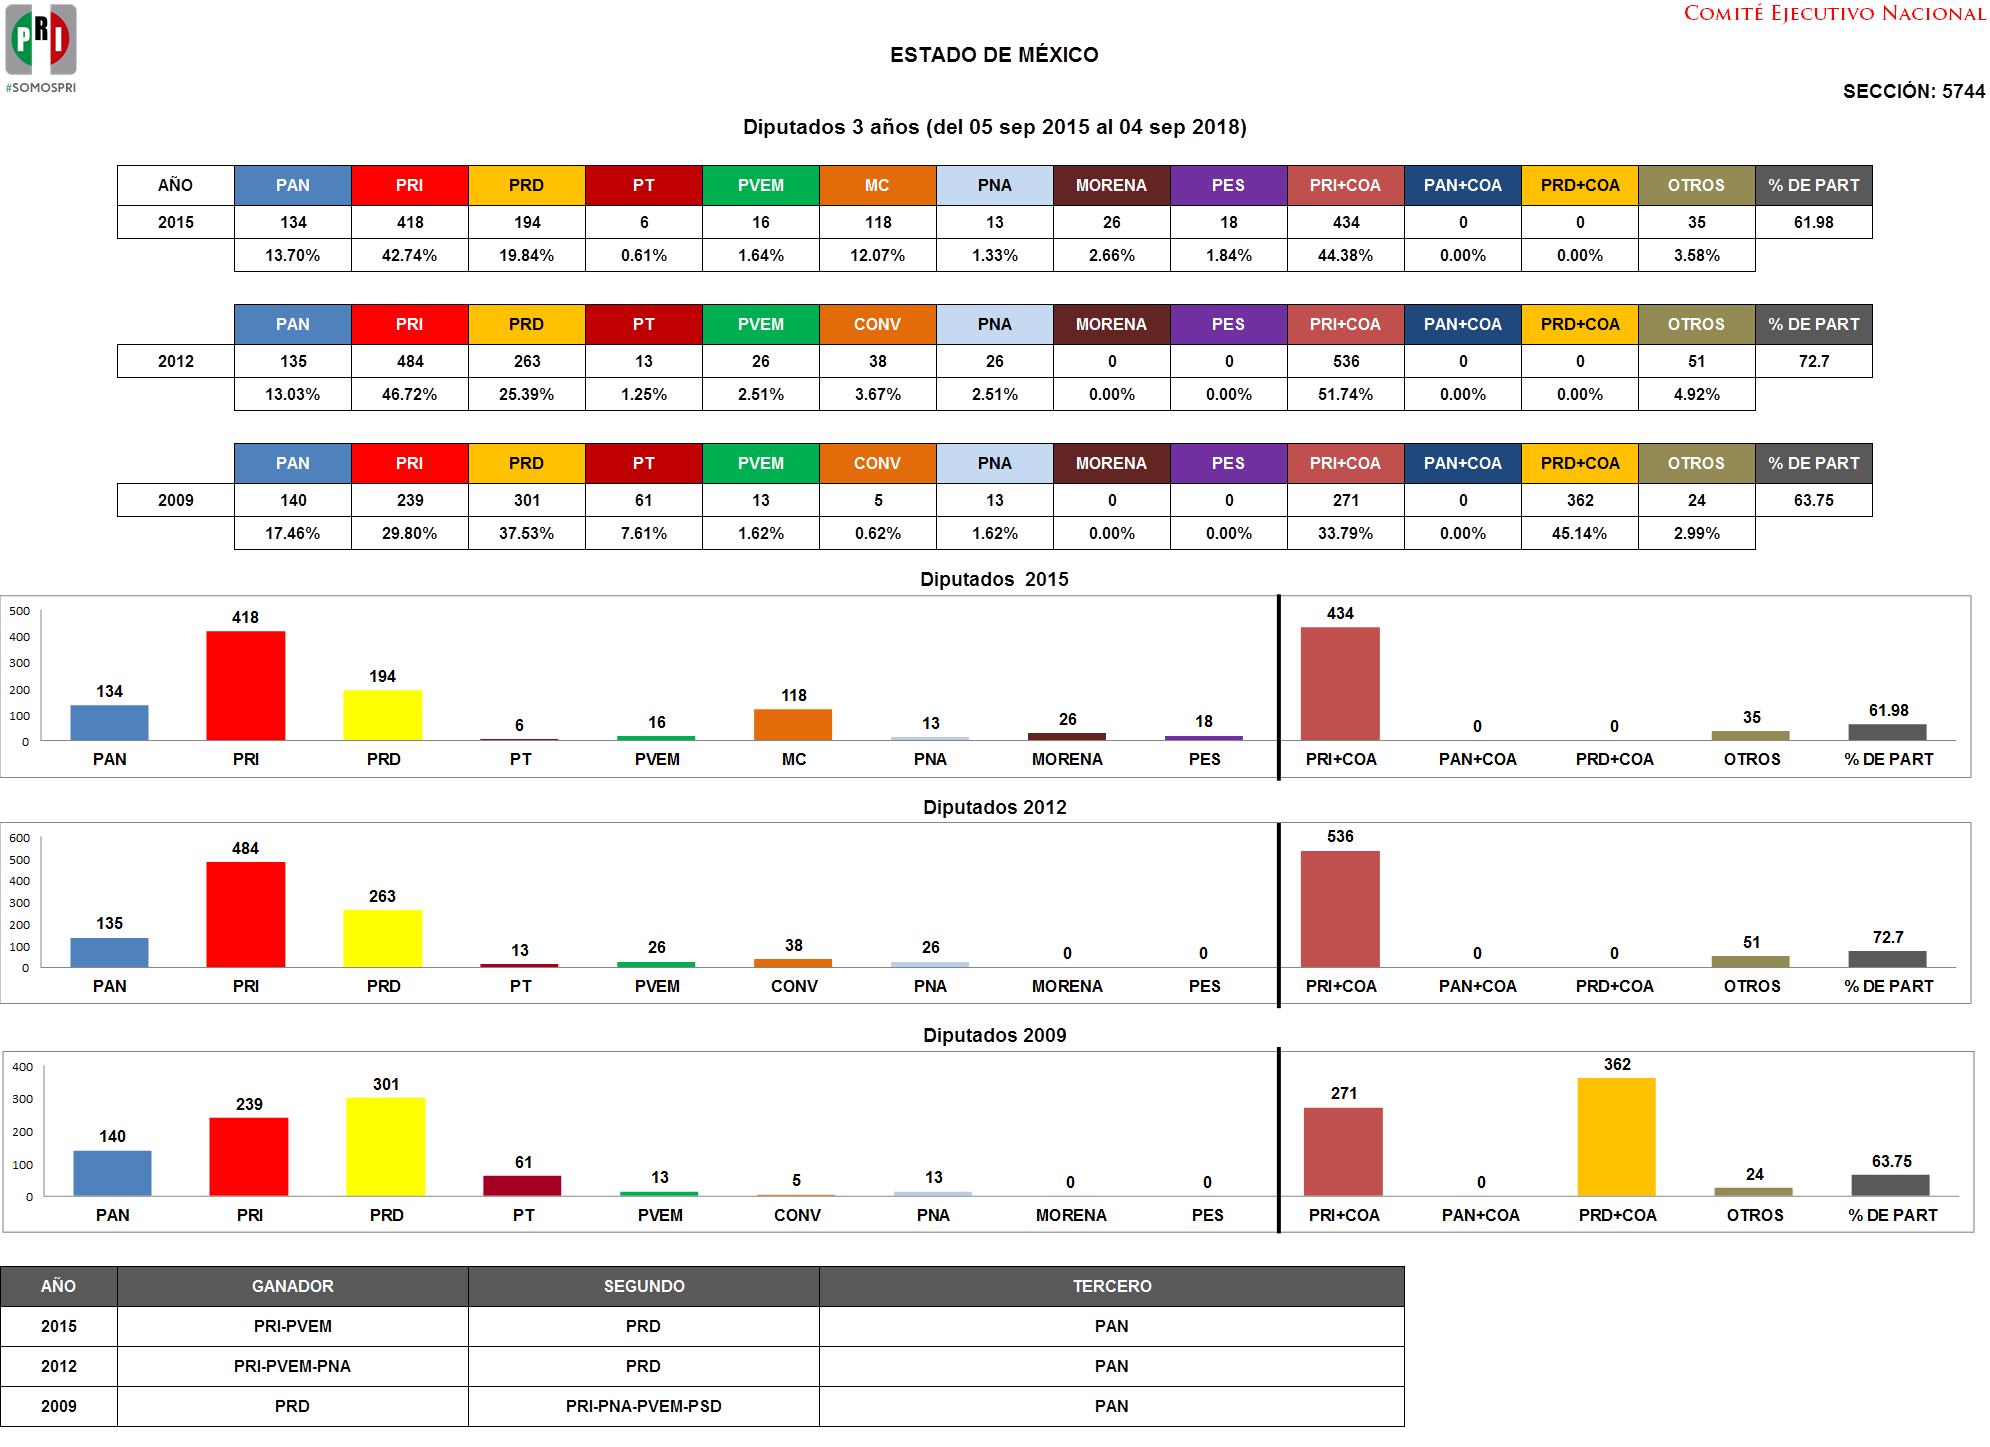 PRI
#SOMOSPRI
COMITÉ EJECUTIVO NACIONAL
ESTADO DE MÉXICO
SECCIÓN: 5744
Diputados 3 años (del 05 sep 2015 al 04 sep 2018)
AÑO PAN PRI PRD PT PVEM MC PNA MORENA PES PRI+COA PAN+COA PRD+COA OTROS % DE PART
2015 134 418 194 6 16 118 13 26 18 434 0 0 35 61.98
13.70% 42.74% 19.84% 0.61% 1.64% 12.07% 1.33% 2.66% 1.84% 44.38% 0.00% 0.00% 3.58%
PAN PRI PRD PT PVEM CONV PNA MORENA PES PRI+COA PAN+COA PRD+COA OTROS % DE PART
2012 135 484 263 13 26 38 26 0 0 536 0 0 51 72.7
13.03% 46.72% 25.39% 1.25% 2.51% 3.67% 2.51% 0.00% 0.00% 51.74% 0.00% 0.00% 4.92%
PAN PRI PRD PT PVEM CONV PNA MORENA PES PRI+COA PAN+COA PRD+COA OTROS % DE PART
2009 140 239 301 61 13 5 13 0 0 271 0 362 24 63.75
17.46% 29.80% 37.53% 7.61% 1.62% 0.62% 1.62% 0.00% 0.00% 33.79% 0.00% 45.14% 2.99%
Diputados 2015
500
400
300
200
100
0
134 418 194 6 16 118 13 26 18 434 0 0 35 61.98
PAN PRI PRD PT PVEM MC PNA MORENA PES PRI+COA PAN+COA PRD+COA OTROS % DE PART
Diputados 2012
600
500
400
300
200
100
0
135 484 263 13 26 38 26 0 0 536 0 0 51 72.7
PAN PRI PRD PT PVEM CONV PNA MORENA PES PRI+COA PAN+COA PRD+COA OTROS % DE PART
Diputados 2009
400
300
200
100
0
140 239 301 61 13 5 13 0 0 271 0 362 24 63.75
PAN PRI PRD PT PVEM CONV PNA MORENA PES PRI+COA PAN+COA PRD+COA OTROS % DE PART
AÑO GANADOR SEGUNDO TERCERO
2015 PRI-PVEM PRD PAN
2012 PRI-PVEM-PNA PRD PAN
2009 PRD PRI-PNA-PVEM-PSD PAN